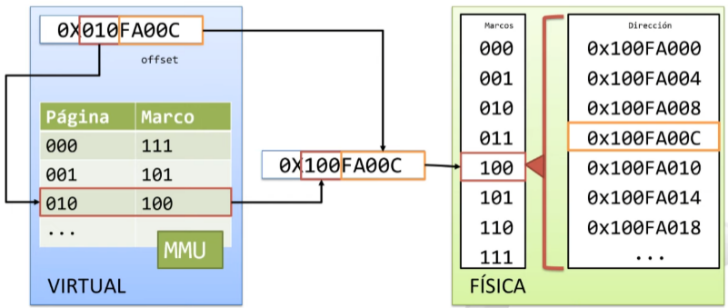 0X010FA00C
offset
Página Marco
000 111
001 101
010 100
...
MMU
VIRTUAL
0X100FA00C
Marcos
000
001
010
011
100
101
110
111
Dirección
0x100FA000
0x100FA004
0x100FA008
0x100FA00C
0x100FA010
0x100FA014
0x100FA018
...
FÍSICA